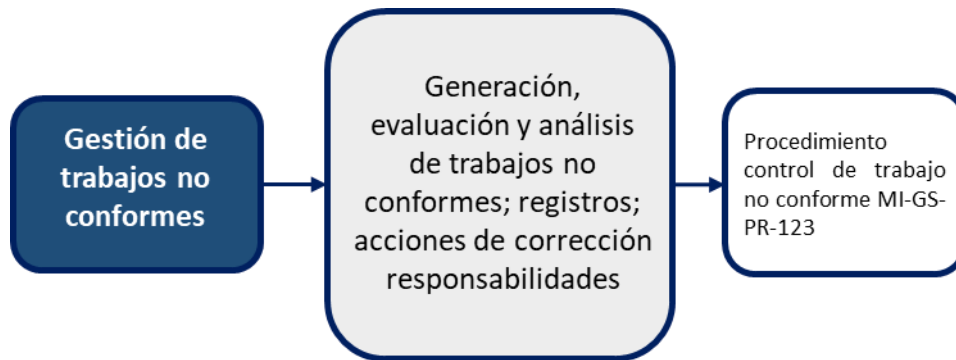 Gestión de
trabajos no
conformes
Generación,
evaluación y análisis
de trabajos no
conformes; registros;
acciones de corrección
responsabilidades
Procedimiento
control de trabajo
no conforme MI-GS-
PR-123